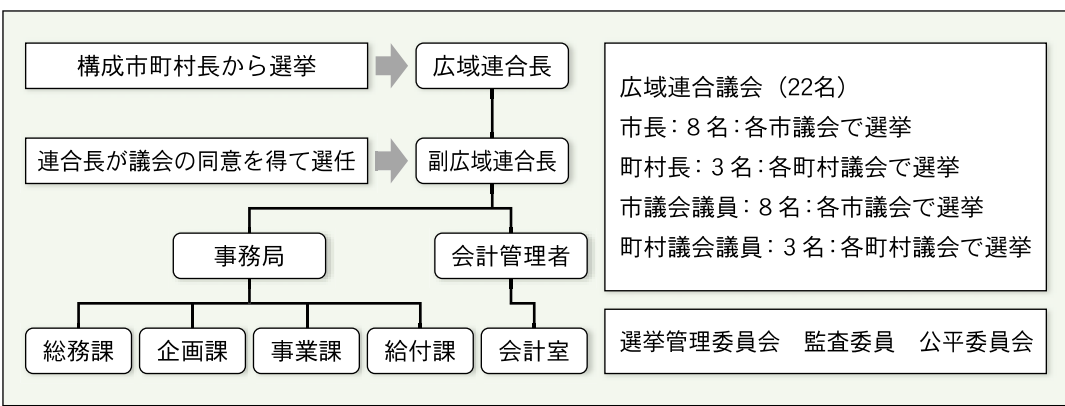 構成市町村長から選挙
広域連合長
連合長が議会の同意を得て選任
副広域連合長
事務局
会計管理者
総務課
企画課
事業課
給付課
会計室
広域連合議会（22名）
市長：８名：各市議会で選挙
町村長：３名：各町村議会で選挙
市議会議員：８名：各市議会で選挙
町村議会議員：３名：各町村議会で選挙
選挙管理委員会　監査委員　公平委員会